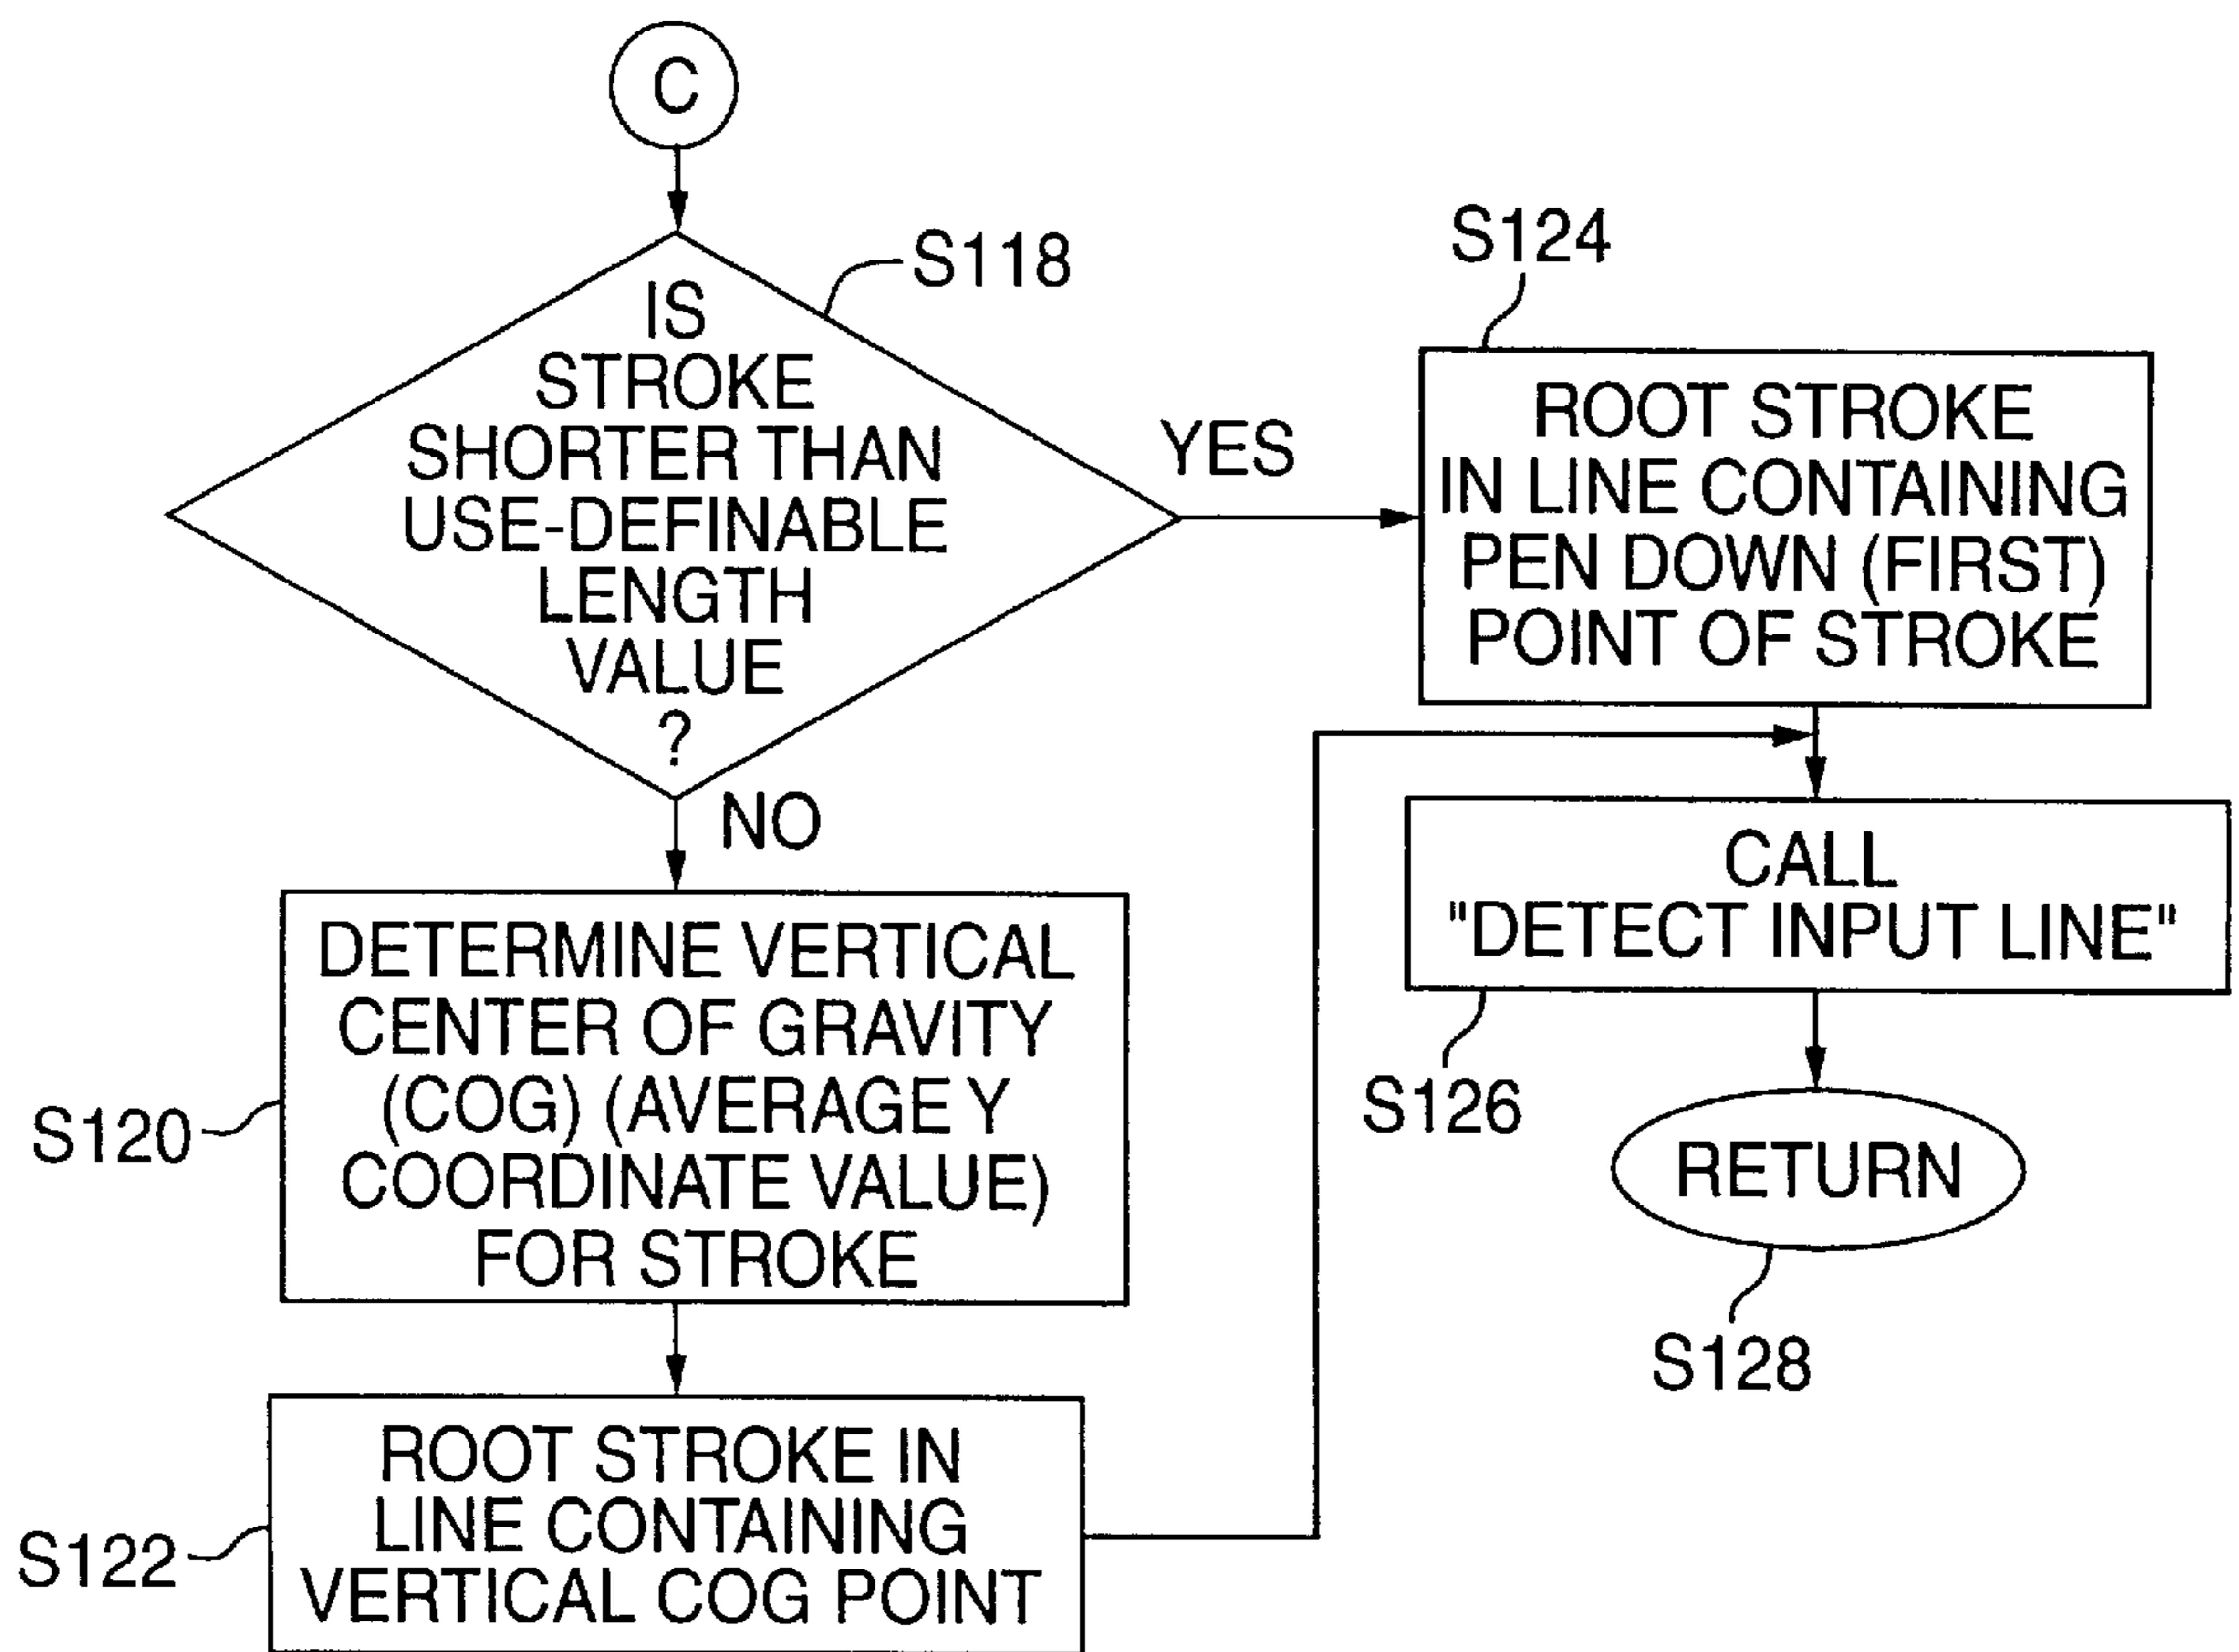 C
S118
IS
STROKE
SHORTER THAN
USE-DEFINABLE
LENGTH
VALUE
?
YES
NO
S124
ROOT STROKE
IN LINE CONTAINING
PEN DOWN (FIRST)
POINT OF STROKE
S120
DETERMINE VERTICAL
CENTER OF GRAVITY
(COG) (AVERAGE Y
COORDINATE VALUE)
FOR STROKE
S122
ROOT STROKE IN
LINE CONTAINING
VERTICAL COG POINT
CALL
"DETECT INPUT LINE"
S126
RETURN
S128